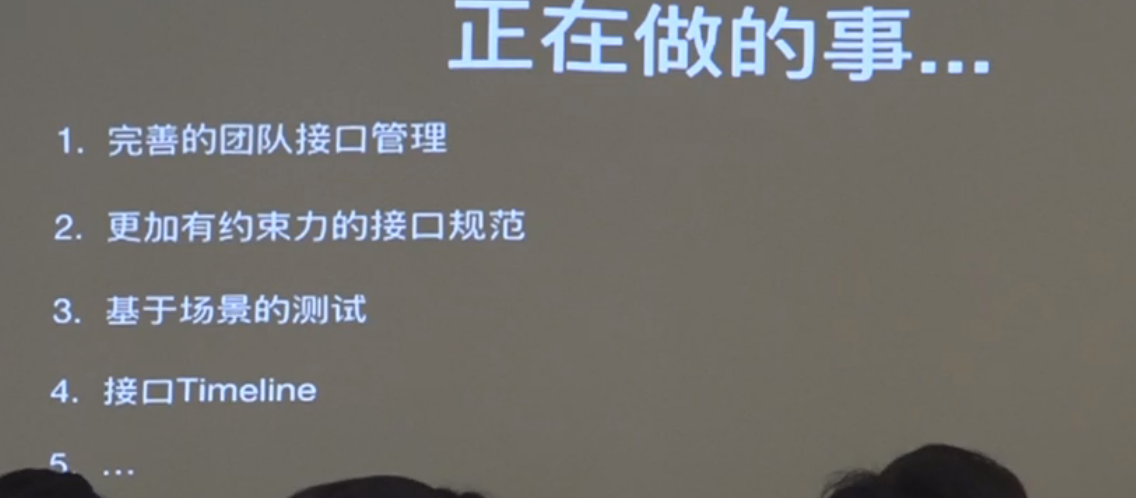 正在做的事...
1. 完善的团队接口管理
2. 更加有约束力的接口规范
3. 基于场景的测试
4. 接口Timeline
5. ...